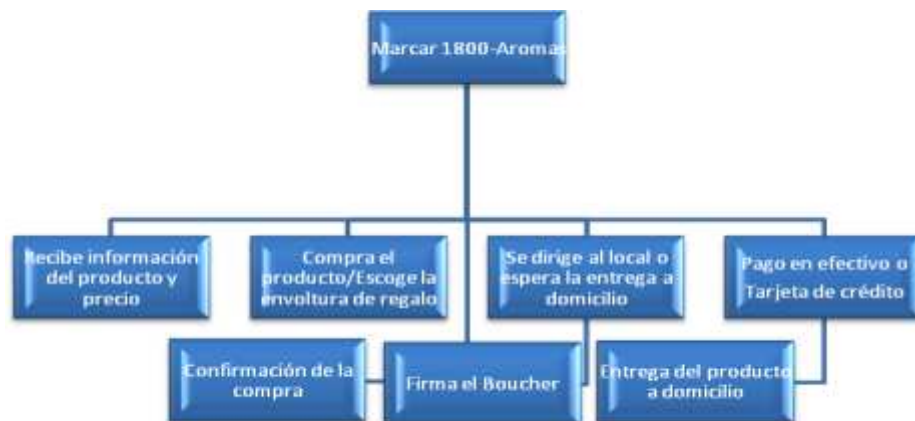 Marcar 1800-Aromas
Recibe información
del producto y
precio
Compra el
producto/Escoge la
envoltura de regalo
Se dirige al local o
espera la entrega a
domicilio
Pago en efectivo o
Tarjeta de crédito
Confirmación de la
compra
Firma el Boucher
Entrega del producto
a domicilio